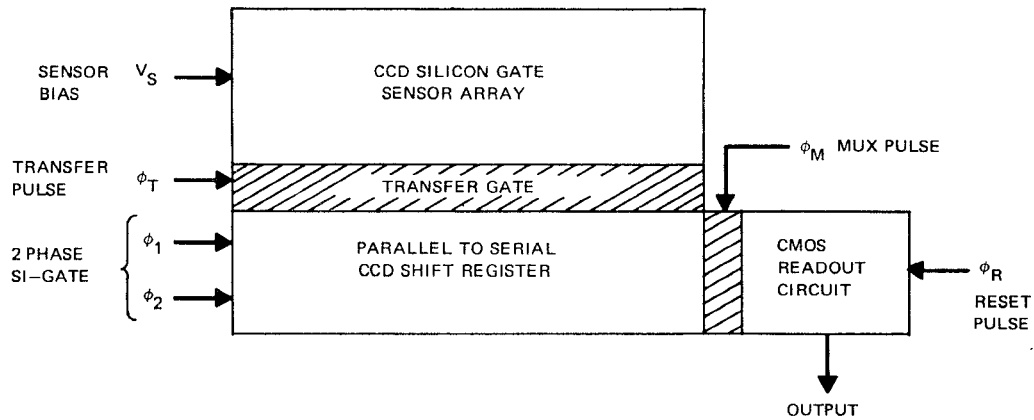 SENSOR
BIAS
V_S
CCD SILICON GATE
SENSOR ARRAY
TRANSFER
PULSE
ϕ_T
TRANSFER GATE
ϕ_M MUX PULSE
2 PHASE
SI-GATE
ϕ_1
ϕ_2
PARALLEL TO SERIAL
CCD SHIFT REGISTER
CMOS
READOUT
CIRCUIT
ϕ_R
RESET
PULSE
OUTPUT